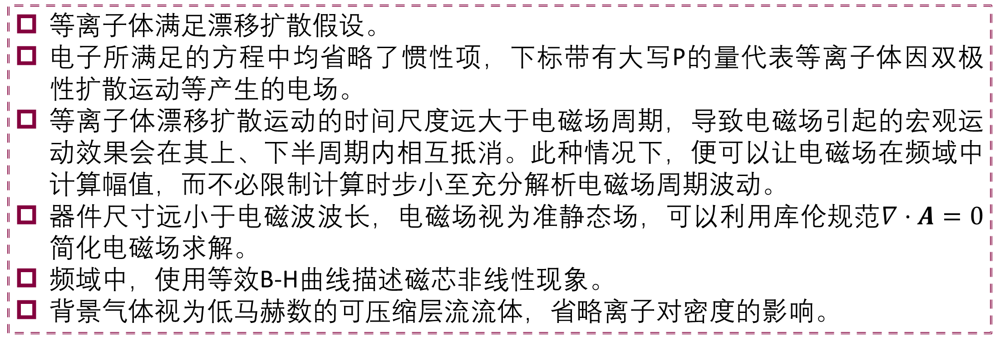 等离子体满足漂移扩散假设。
电子所满足的方程中均省略了惯性项，下标带有大写P的量代表等离子体因双极
性扩散运动等产生的电场。
等离子体漂移扩散运动的时间尺度远大于电磁场周期，导致电磁场引起的宏观运
动效果会在其上、下半周期内相互抵消。此种情况下，便可以让电磁场在频域中
计算幅值，而不必限制计算时步小至充分解析电磁场周期波动。
器件尺寸远小于电磁波波长，电磁场视为准静态场，可以利用库伦规范∇ · A = 0
简化电磁场求解。
频域中，使用等效B-H曲线描述磁芯非线性现象。
背景气体视为低马赫数的可压缩层流流体，省略离子对密度的影响。